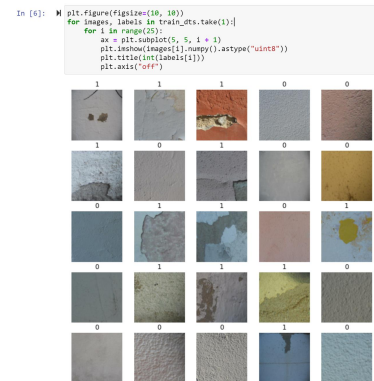 In [6]:
plt.figure(figsize=(10, 10))
for images, labels in train_dts.take(1):
    for i in range(25):
        ax = plt.subplot(5, 5, i + 1)
        plt.imshow(images[i].numpy().astype("uint8"))
        plt.title(int(labels[i]))
        plt.axis("off")
1 1 1 0 0
1 0 1 0 0
0 1 1 0 1
0 1 1 1 0
0 0 0 1 0